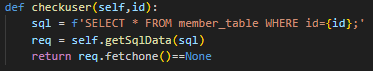 def checkuser(self,id):
    sql = f'SELECT * FROM member_table WHERE id={id};'
    req = self.getSqlData(sql)
    return req.fetchone()==None